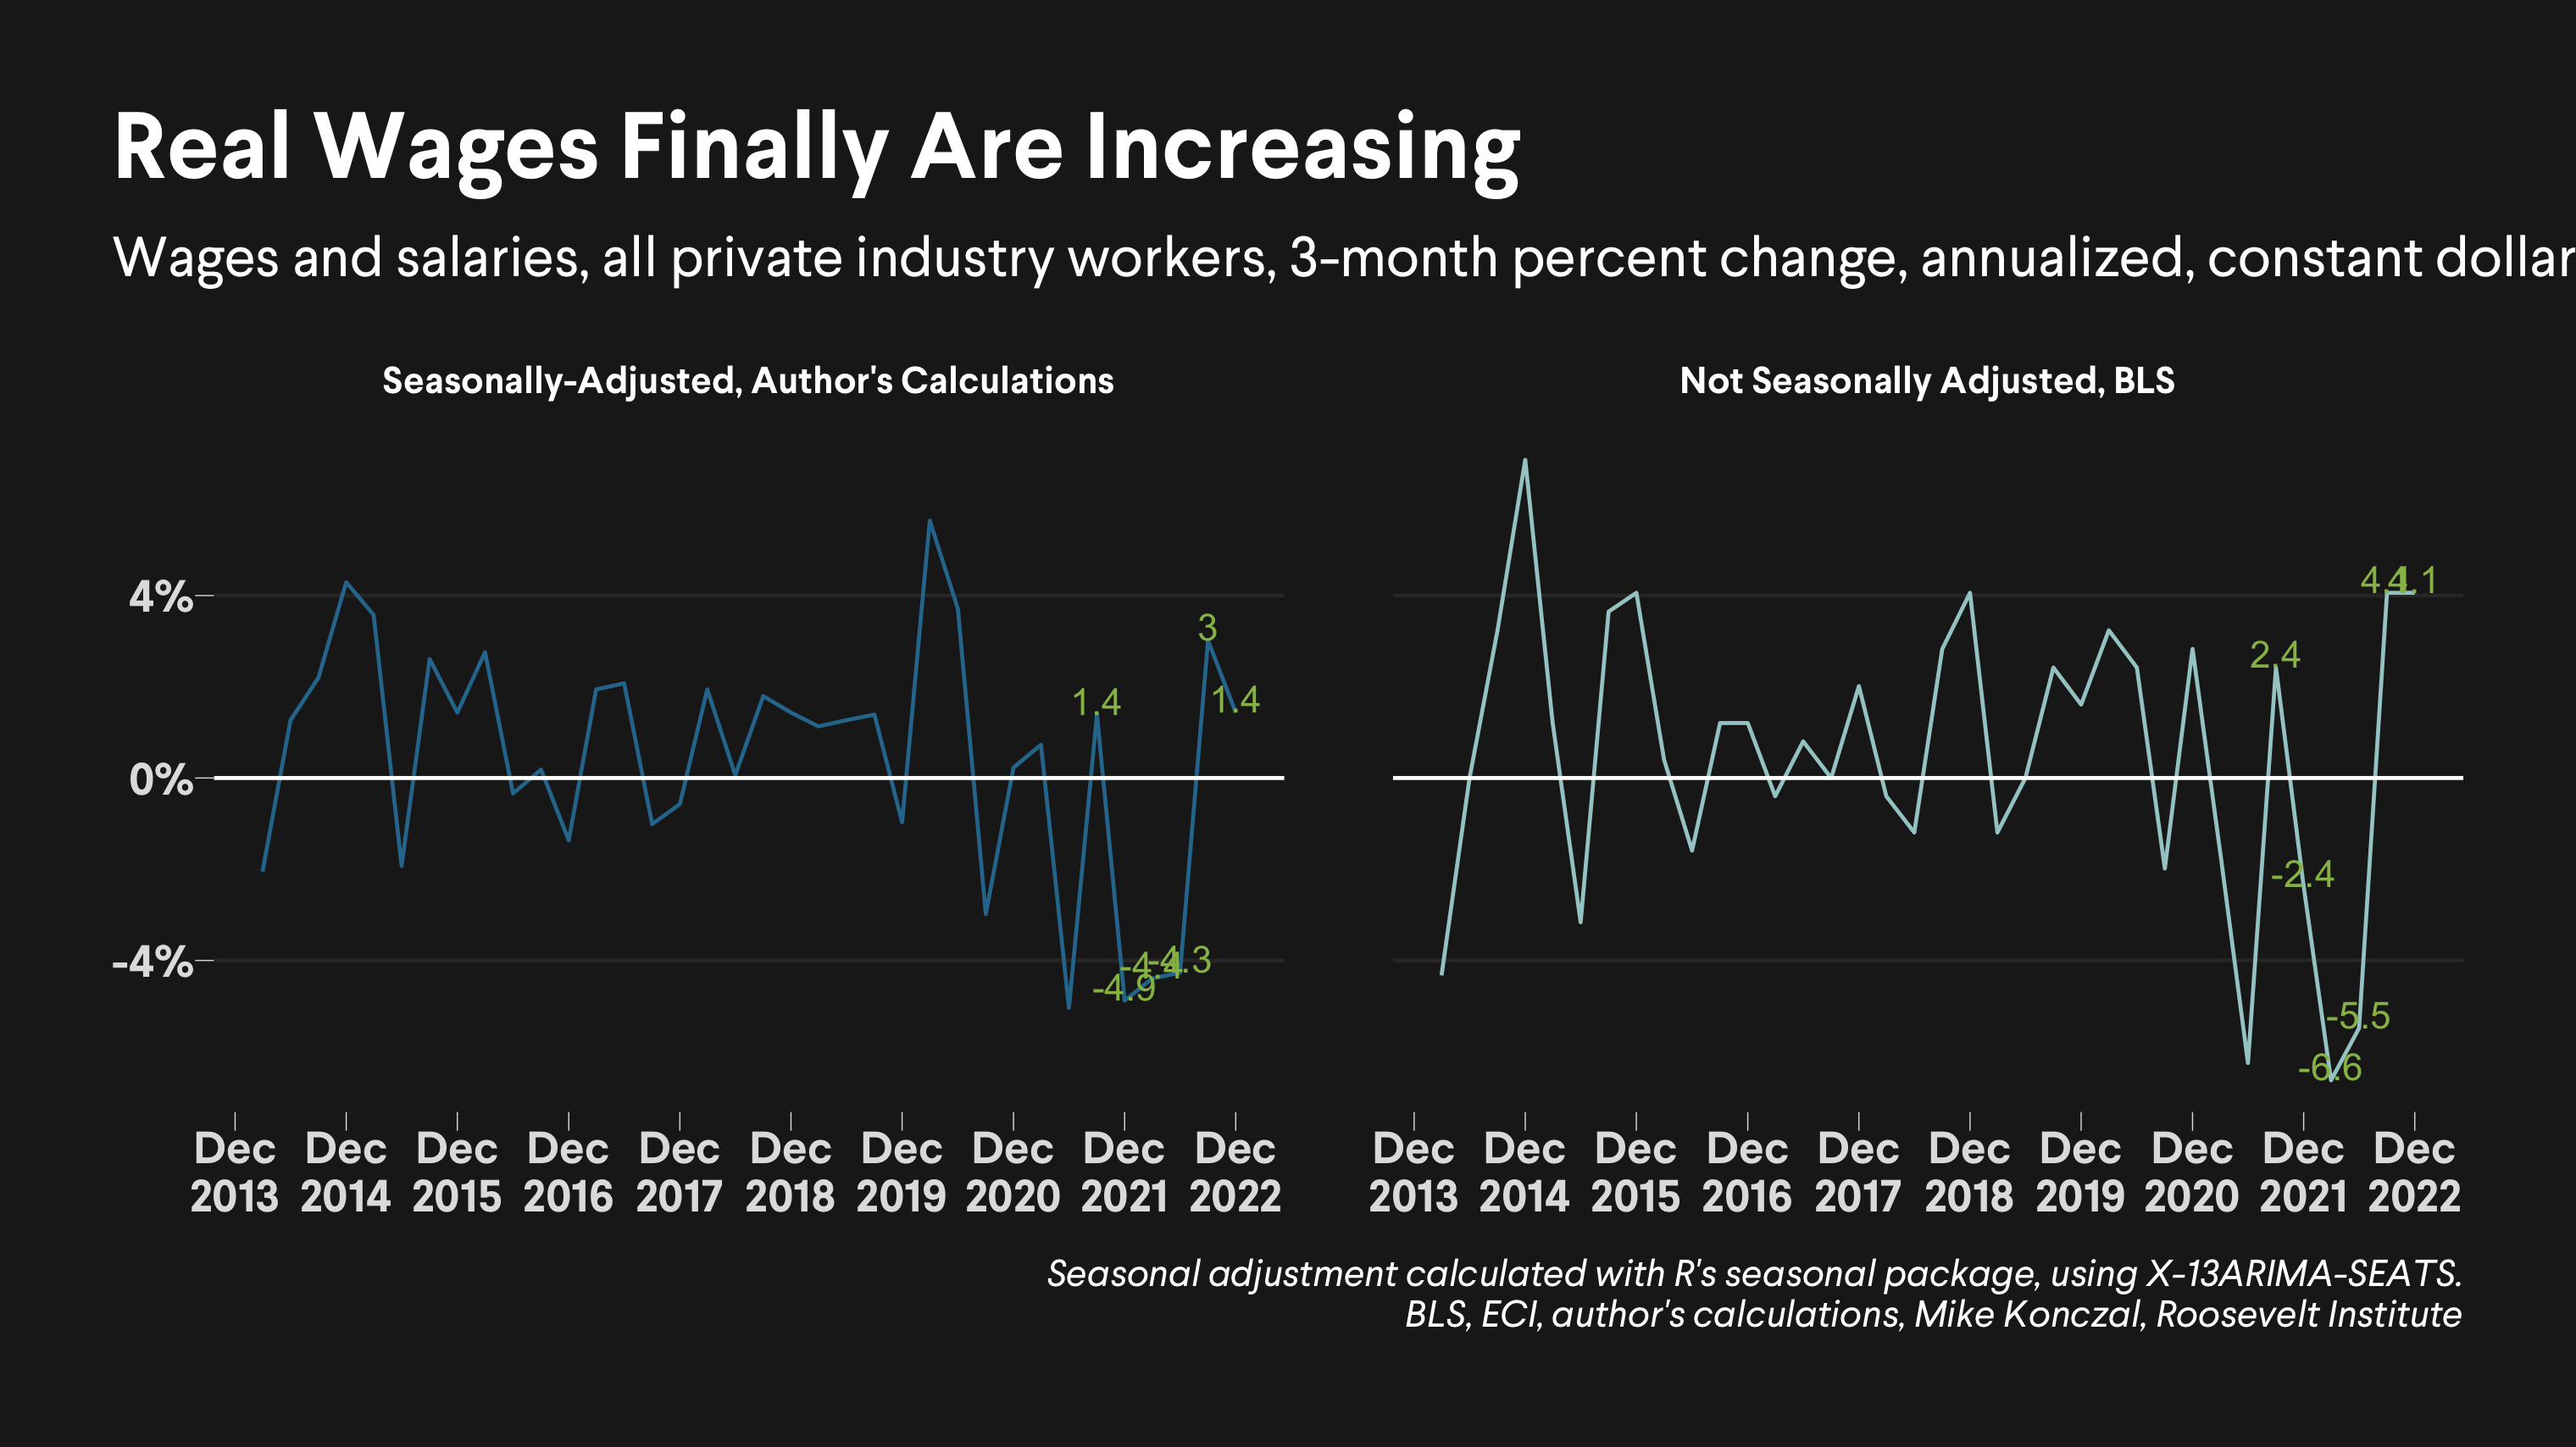 Real Wages Finally Are Increasing
Wages and salaries, all private industry workers, 3-month percent change, annualized, constant dollar
Seasonally-Adjusted, Author's Calculations
Not Seasonally Adjusted, BLS
4%
0%
-4%
1.4
-4.9
-4.4
-4.3
3
1.4
2.4
-2.4
-6.6
-5.5
4.1
4.1
Dec 2013
Dec 2014
Dec 2015
Dec 2016
Dec 2017
Dec 2018
Dec 2019
Dec 2020
Dec 2021
Dec 2022
Dec 2013
Dec 2014
Dec 2015
Dec 2016
Dec 2017
Dec 2018
Dec 2019
Dec 2020
Dec 2021
Dec 2022
Seasonal adjustment calculated with R's seasonal package, using X-13ARIMA-SEATS.
BLS, ECI, author's calculations, Mike Konczal, Roosevelt Institute